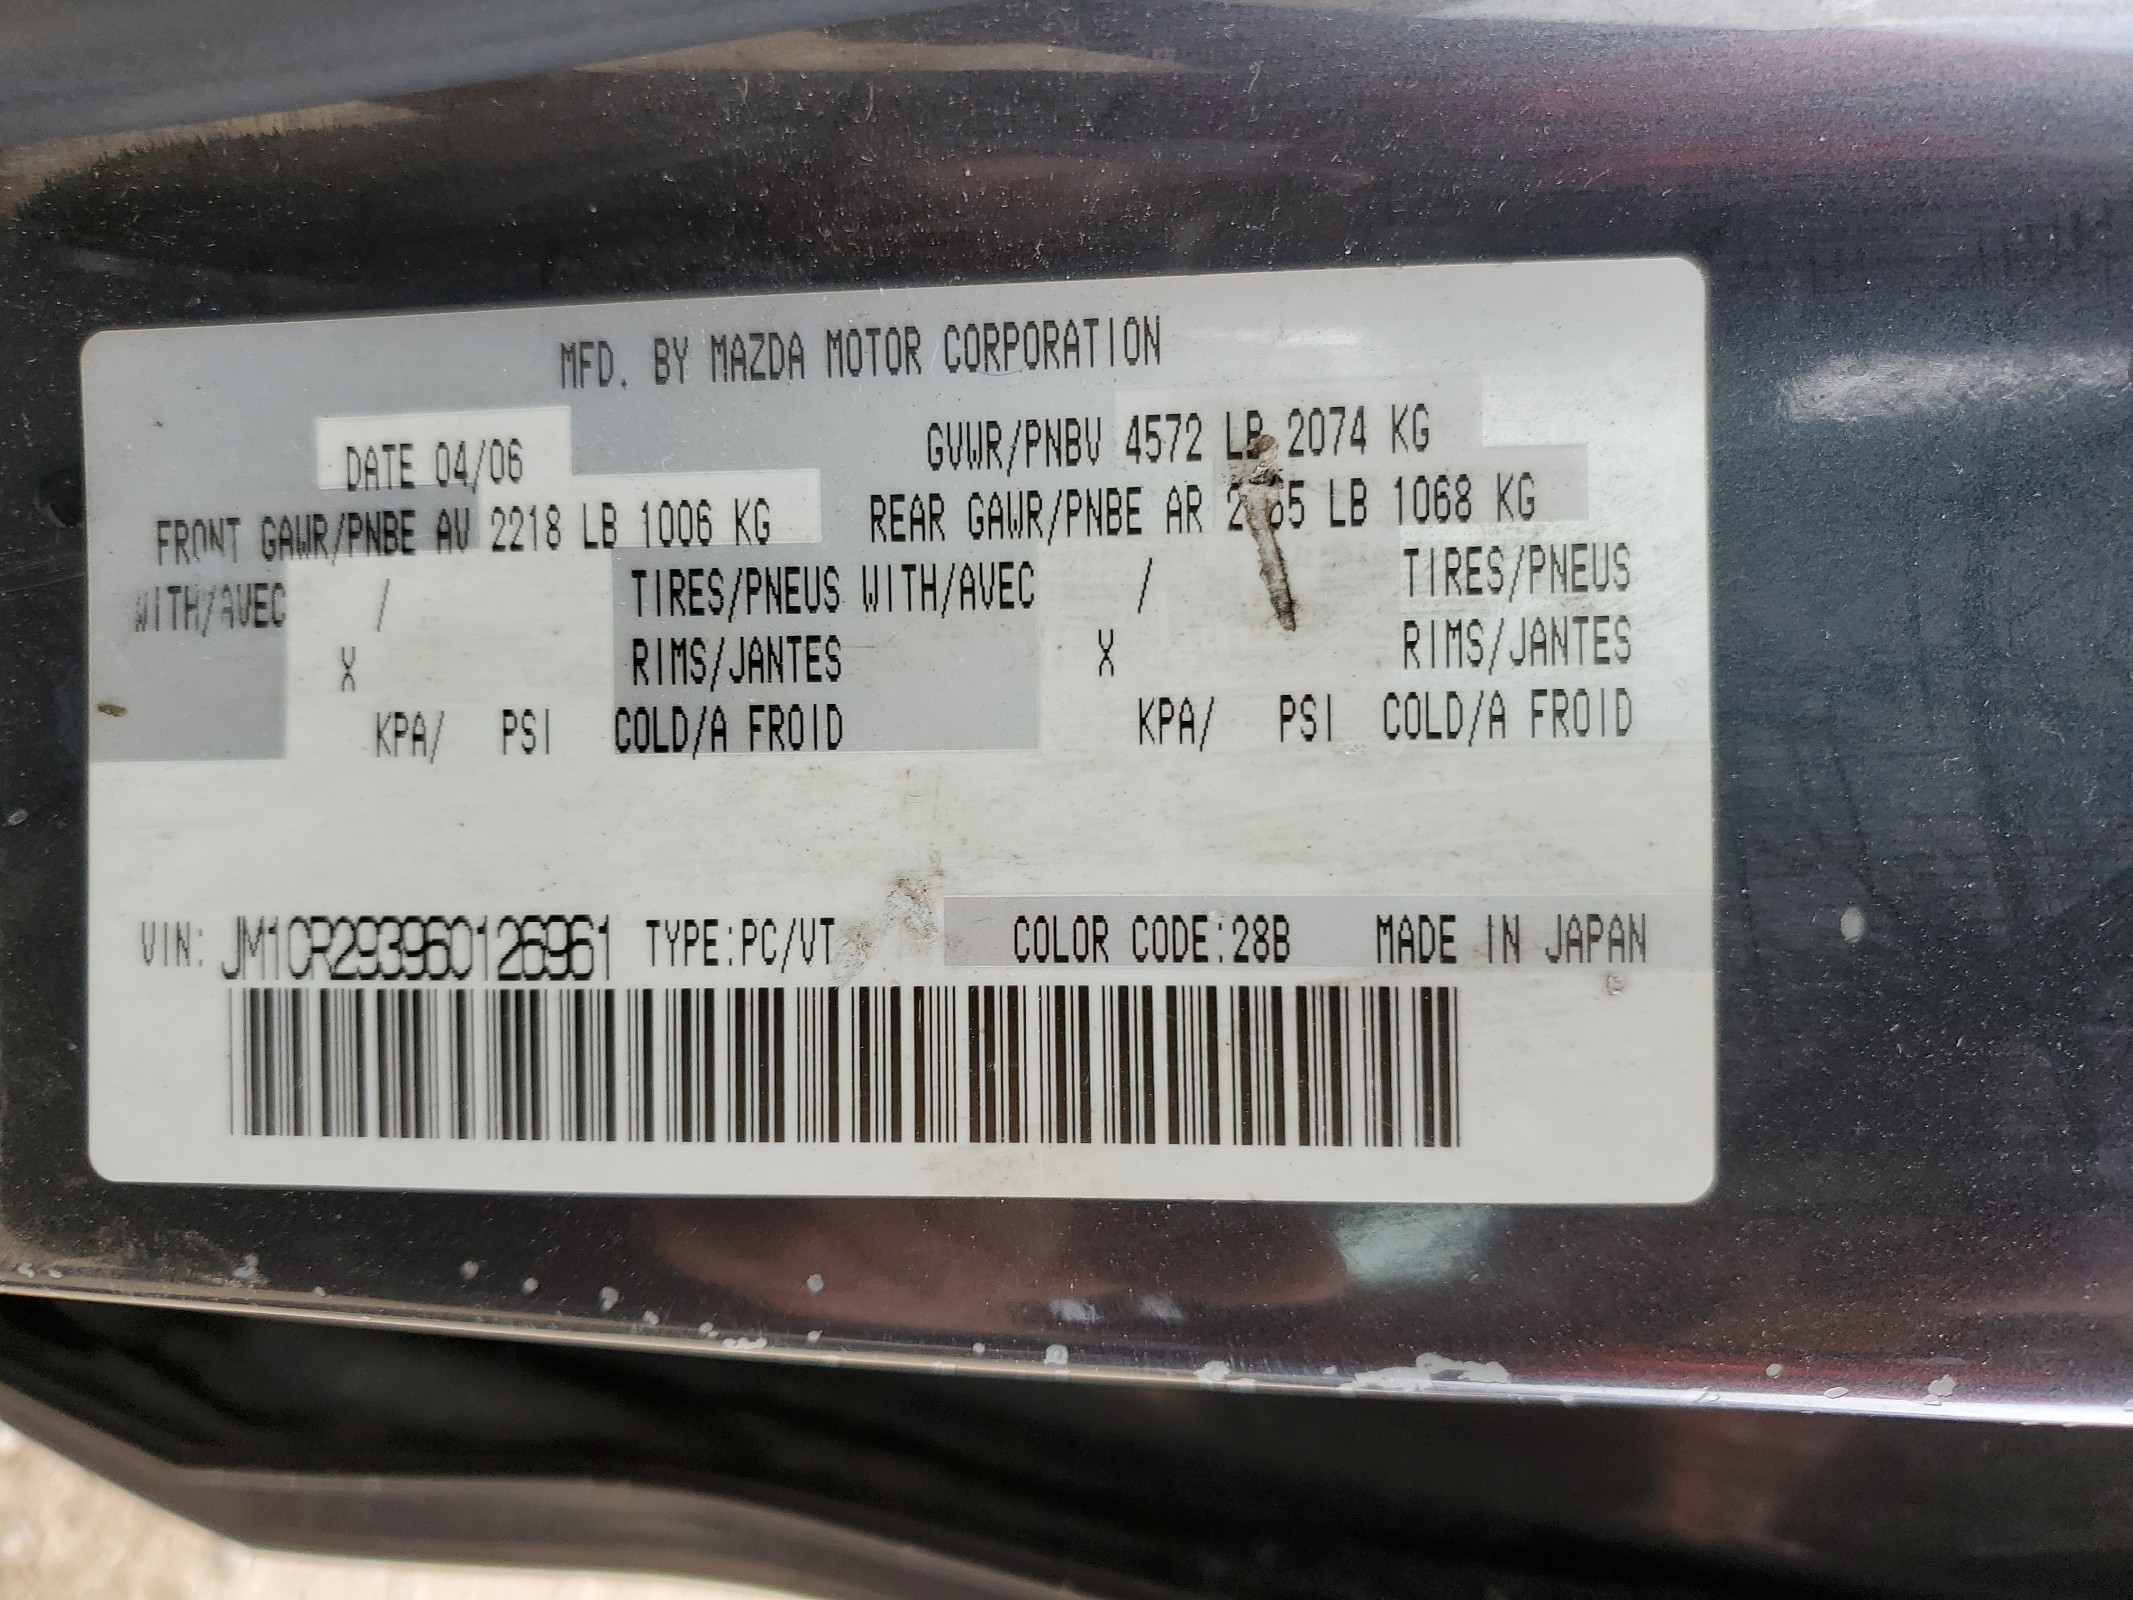 MFD. BY MAZDA MOTOR CORPORATION
DATE 04/06 GVWR/PNBV 4572 LB 2074 KG
FRONT GAWR/PNBE AV 2218 LB 1006 KG REAR GAWR/PNBE AR LB 1068 KG
WITH/AVEC / TIRES/PNEUS WITH/AVEC / TIRES/PNEUS
X RIMS/JANTES X RIMS/JANTES
KPA/ PSI COLD/A FROID KPA/ PSI COLD/A FROID
VIN: JM1CR293960126961 TYPE:PC/VT COLOR CODE:28B MADE IN JAPAN